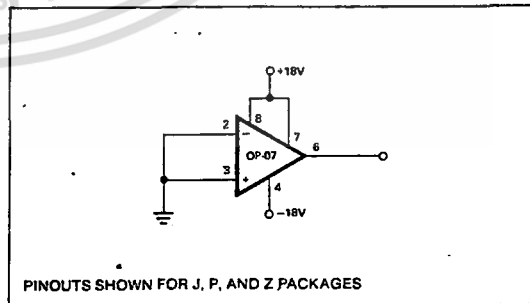 +18V
8
2
−
7
OP-07
6
3
+
4
−18V
PINOUTS SHOWN FOR J, P, AND Z PACKAGES